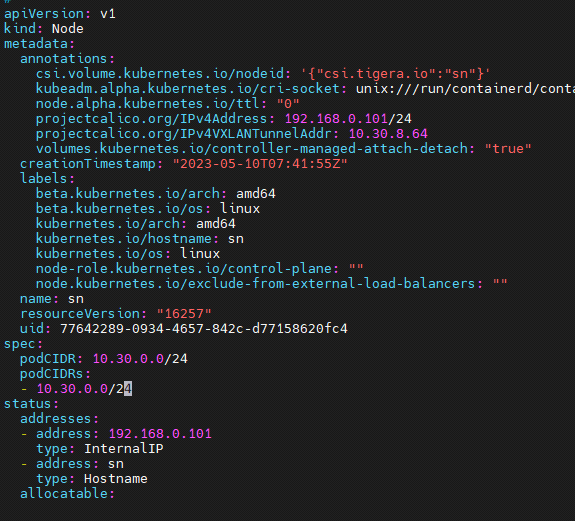 #
apiVersion: v1
kind: Node
metadata:
  annotations:
    csi.volume.kubernetes.io/nodeid: '{"csi.tigera.io":"sn"}'
    kubeadm.alpha.kubernetes.io/cri-socket: unix:///run/containerd/conta
    node.alpha.kubernetes.io/ttl: "0"
    projectcalico.org/IPv4Address: 192.168.0.101/24
    projectcalico.org/IPv4VXLANTunnelAddr: 10.30.8.64
    volumes.kubernetes.io/controller-managed-attach-detach: "true"
  creationTimestamp: "2023-05-10T07:41:55Z"
  labels:
    beta.kubernetes.io/arch: amd64
    beta.kubernetes.io/os: linux
    kubernetes.io/arch: amd64
    kubernetes.io/hostname: sn
    kubernetes.io/os: linux
    node-role.kubernetes.io/control-plane: ""
    node.kubernetes.io/exclude-from-external-load-balancers: ""
  name: sn
  resourceVersion: "16257"
  uid: 77642289-0934-4657-842c-d77158620fc4
spec:
  podCIDR: 10.30.0.0/24
  podCIDRs:
  - 10.30.0.0/24
status:
  addresses:
  - address: 192.168.0.101
    type: InternalIP
  - address: sn
    type: Hostname
  allocatable: